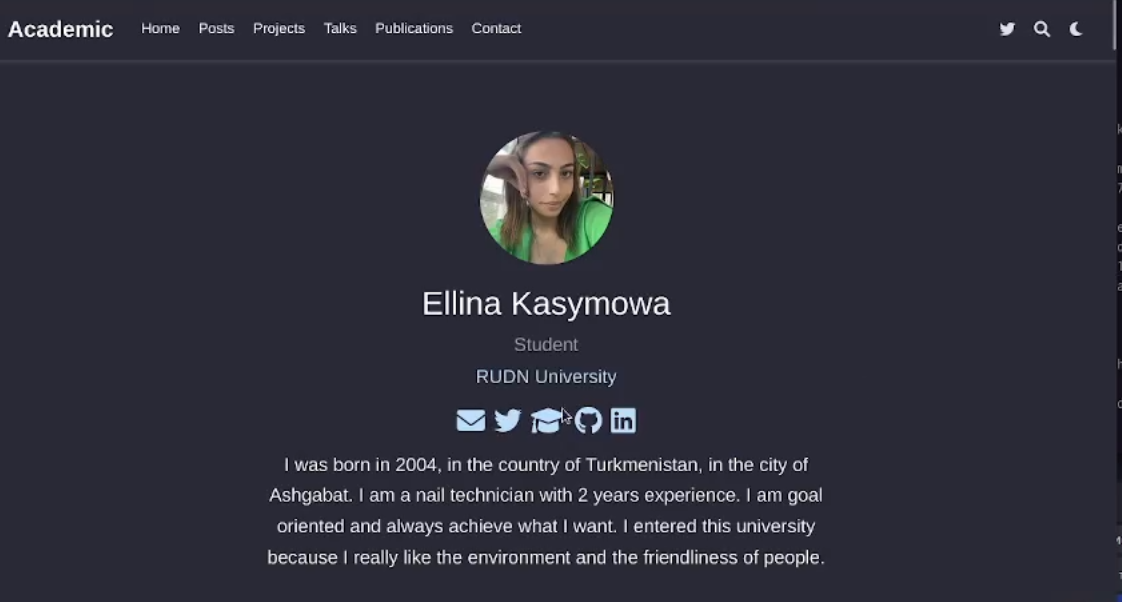 Academic Home Posts Projects Talks Publications Contact
Ellina Kasymowa
Student
RUDN University
I was born in 2004, in the country of Turkmenistan, in the city of
Ashgabat. I am a nail technician with 2 years experience. I am goal
oriented and always achieve what I want. I entered this university
because I really like the environment and the friendliness of people.